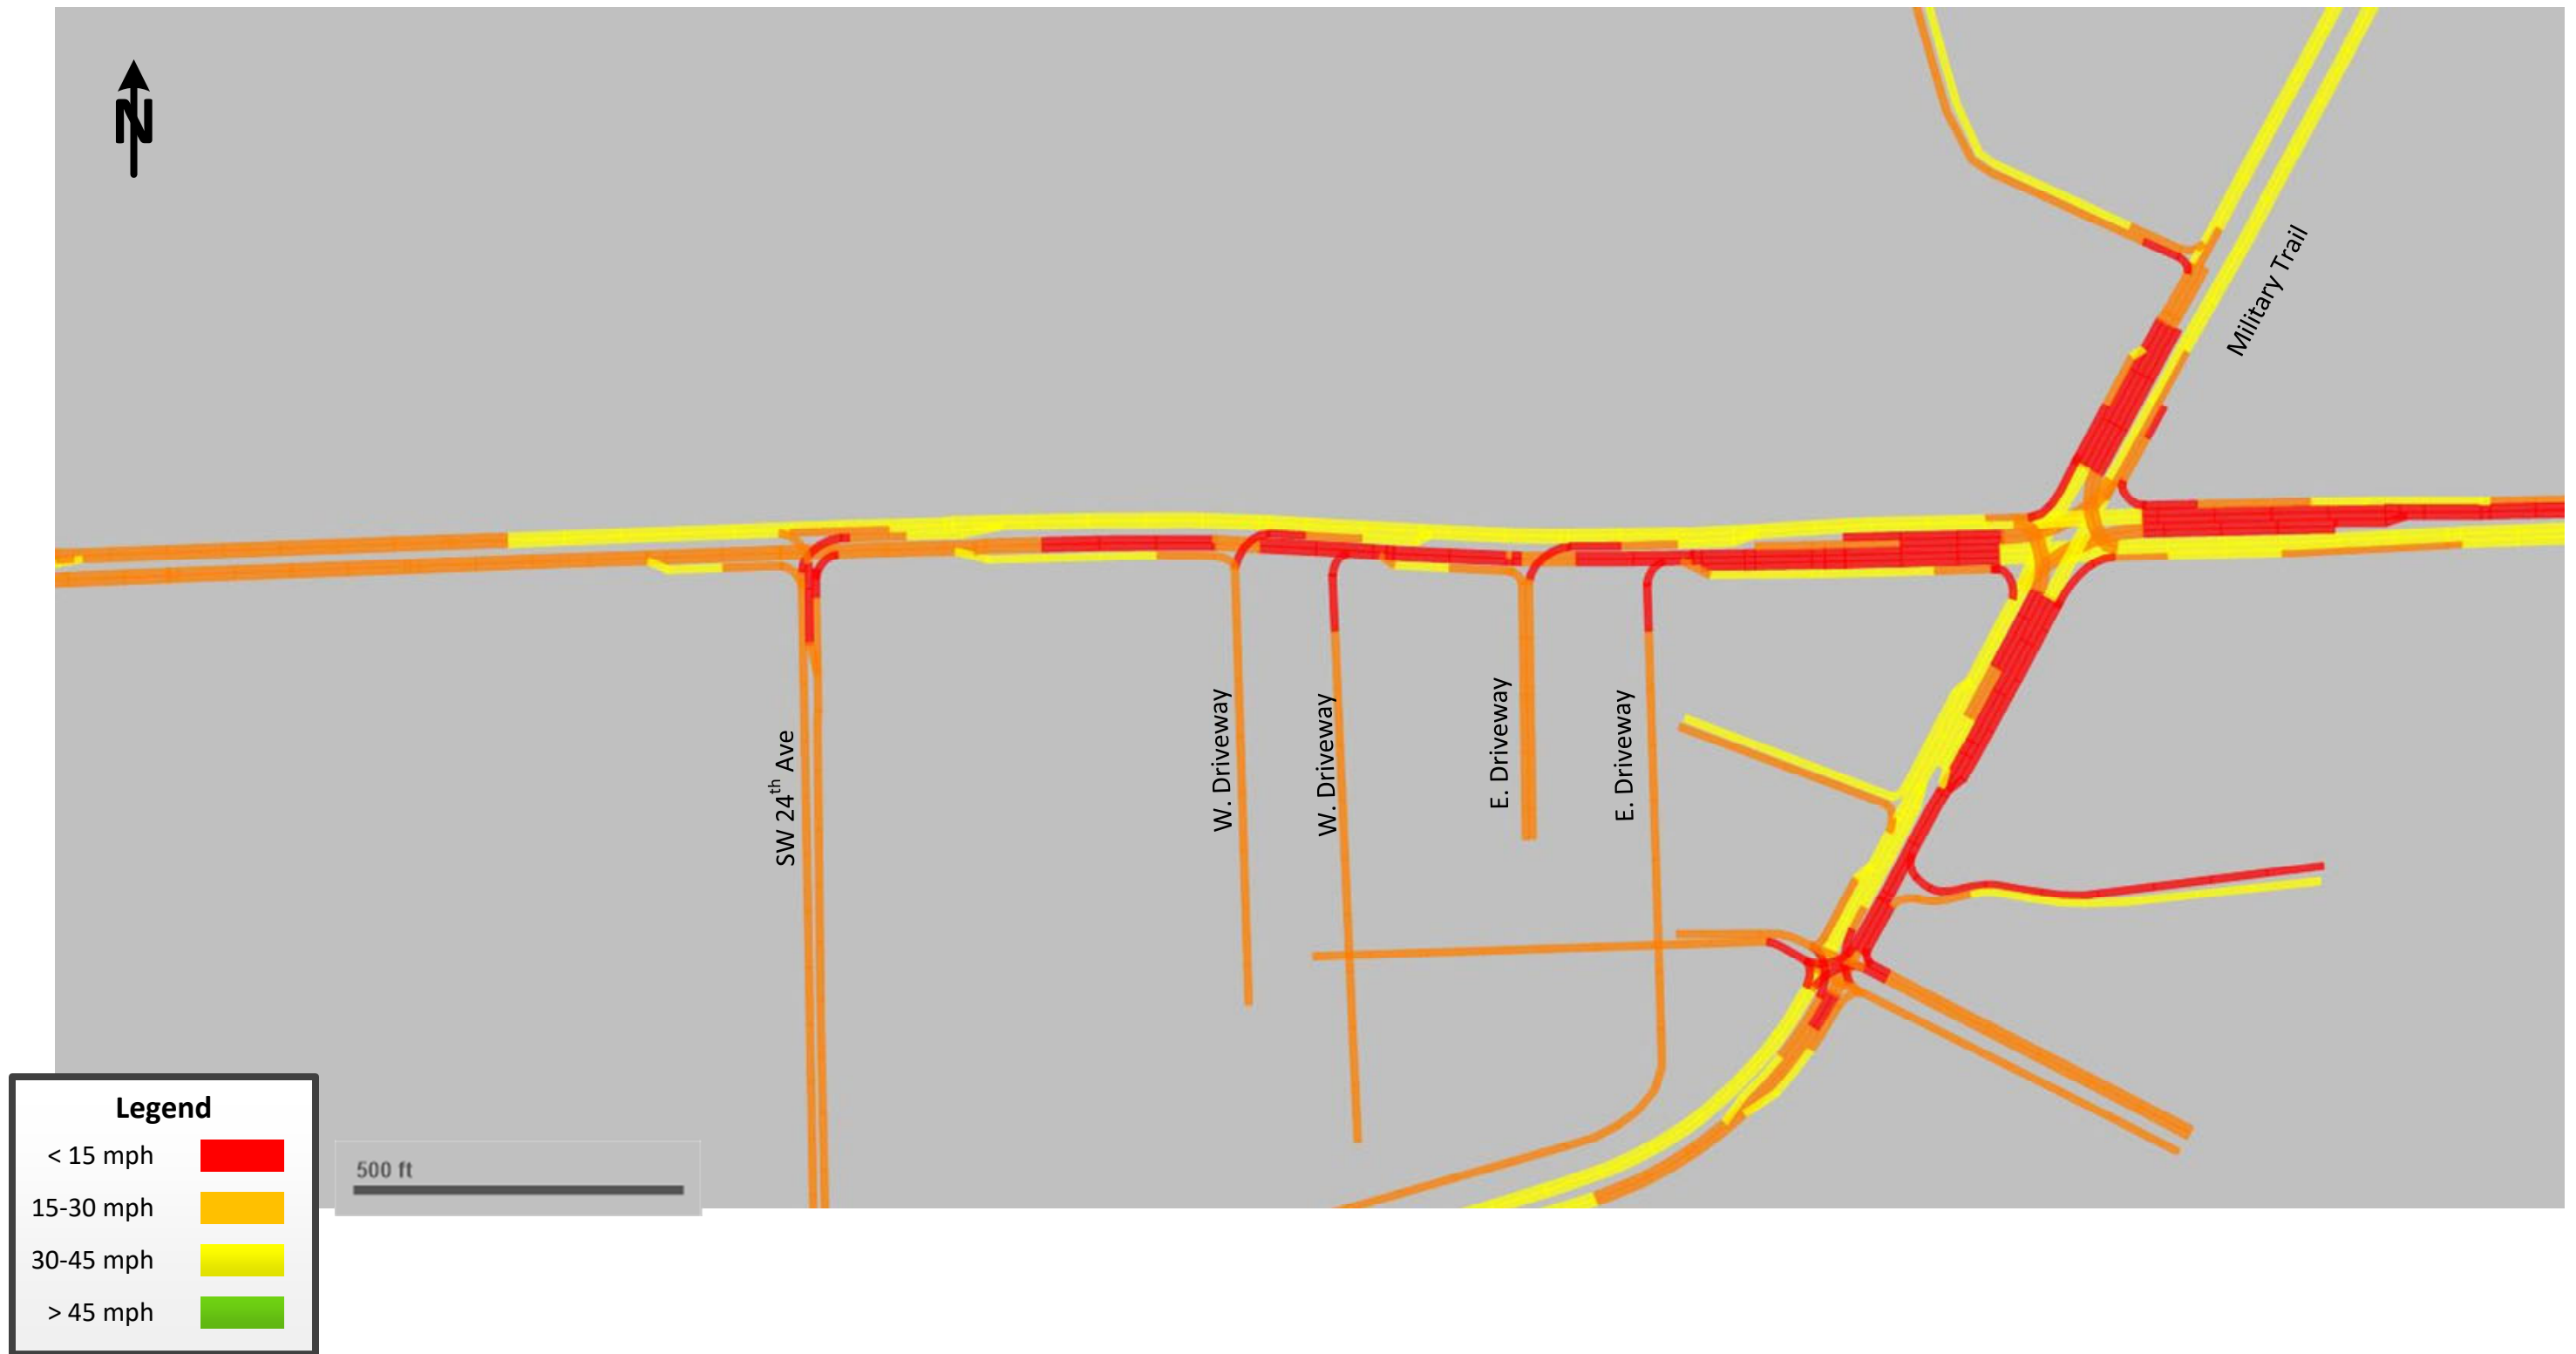 N
Military Trail
SW 24th Ave
W. Driveway
W. Driveway
E. Driveway
E. Driveway
Legend
< 15 mph
15-30 mph
30-45 mph
> 45 mph
500 ft